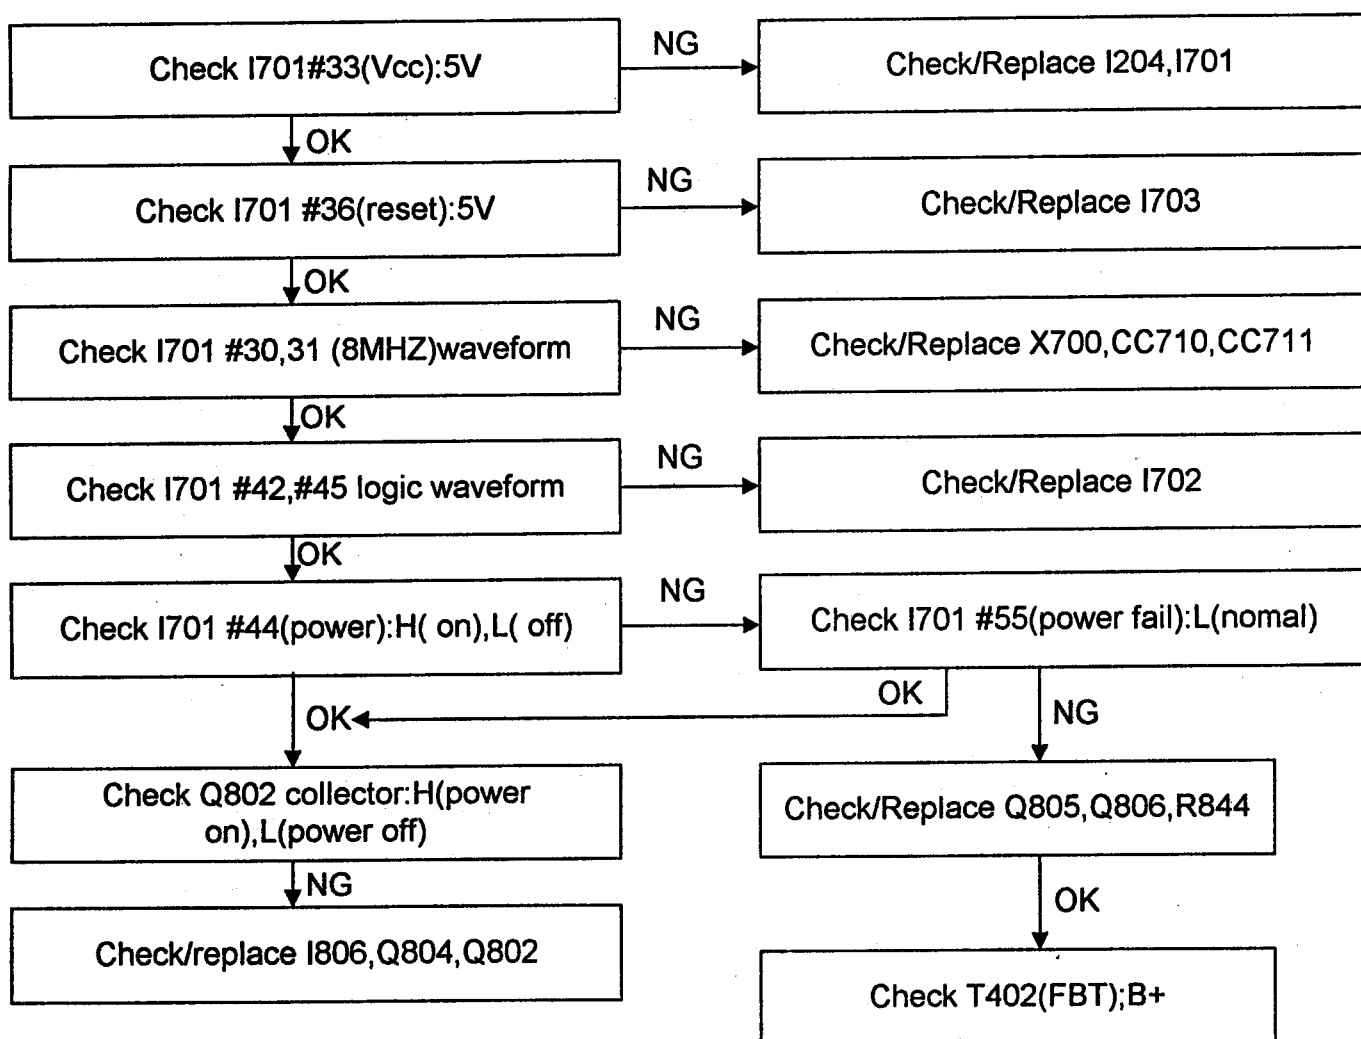 Check I701#33(Vcc):5V
NG
Check/Replace I204,I701
OK
Check I701 #36(reset):5V
NG
Check/Replace I703
OK
Check I701 #30,31 (8MHZ)waveform
NG
Check/Replace X700,CC710,CC711
OK
Check I701 #42,#45 logic waveform
NG
Check/Replace I702
OK
Check I701 #44(power):H( on),L( off)
NG
Check I701 #55(power fail):L(nomal)
OK
OK
NG
Check Q802 collector:H(power
on),L(power off)
Check/Replace Q805,Q806,R844
NG
OK
Check/replace I806,Q804,Q802
Check T402(FBT);B+